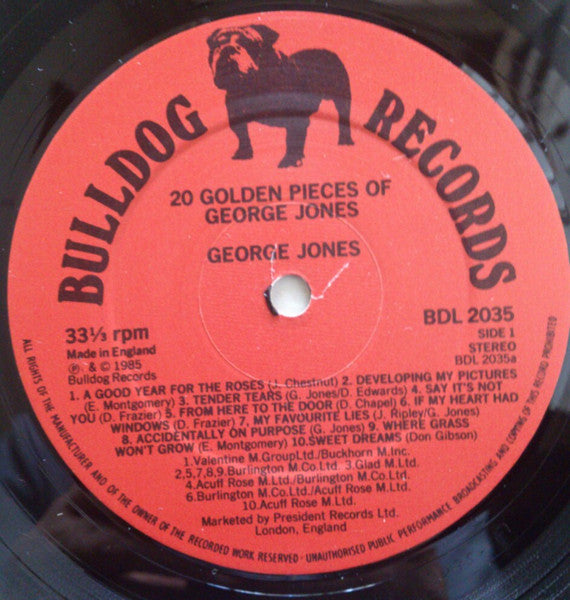 BULLDOG RECORDS
20 GOLDEN PIECES OF
GEORGE JONES
GEORGE JONES
33⅓ rpm
Made in England
Ⓟ & © 1985
Bulldog Records
BDL 2035
SIDE 1
STEREO
BDL 2035a
1. A GOOD YEAR FOR THE ROSES (J. Chestnut) 2. DEVELOPING MY PICTURES
(E. Montgomery) 3. TENDER TEARS (G. Jones/D. Edwards) 4. SAY IT'S NOT
YOU (D. Frazier) 5. FROM HERE TO THE DOOR (D. Chapel) 6. IF MY HEART HAD
WINDOWS (D. Frazier) 7. MY FAVOURITE LIES (J. Ripley/G. Jones)
8. ACCIDENTALLY ON PURPOSE (G. Jones) 9. WHERE GRASS
WON'T GROW (E. Montgomery) 10.SWEET DREAMS (Don Gibson)
1.Valentine M.GroupLtd./Buckhorn M.Inc.
2,5,7,8,9.Burlington M.Co.Ltd. 3.Glad M.Ltd.
4.Acuff Rose M.Ltd./Burlington M.Co.Ltd.
6.Burlington M.Co.Ltd./Acuff Rose M.Ltd.
10.Acuff Rose M.Ltd.
Marketed by President Records Ltd.
London, England
ALL RIGHTS OF THE MANUFACTURER AND OF THE OWNER OF THE RECORDED WORK RESERVED · UNAUTHORISED PUBLIC PERFORMANCE BROADCASTING AND COPYING OF THIS RECORD PROHIBITED